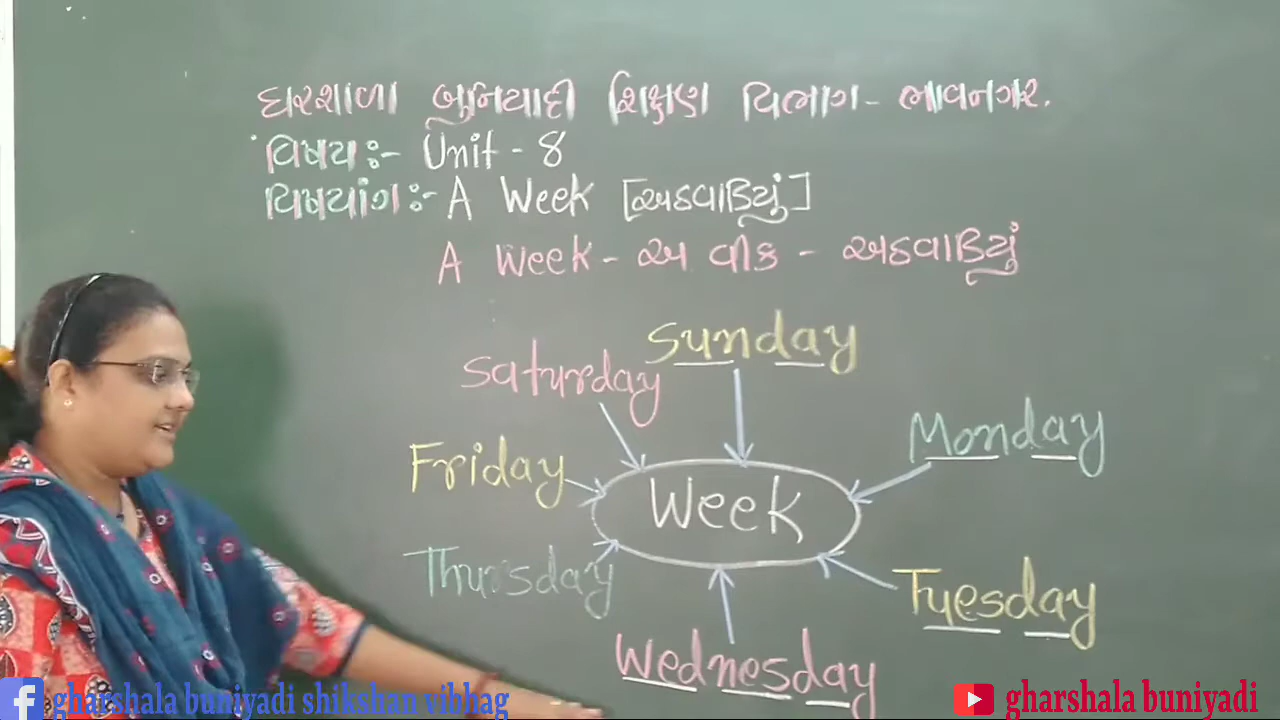 ઘરશાળા બુનિયાદી શિક્ષણ વિભાગ - ભાવનગર.
વિષય :- Unit - 8
વિષયાંગ :- A Week [અઠવાડિયું]
A Week - અ વીક - અઠવાડિયું
Sunday
Saturday
Monday
Friday
Week
Thursday
Tuesday
Wednesday
gharshala buniyadi shikshan vibhag
gharshala buniyadi